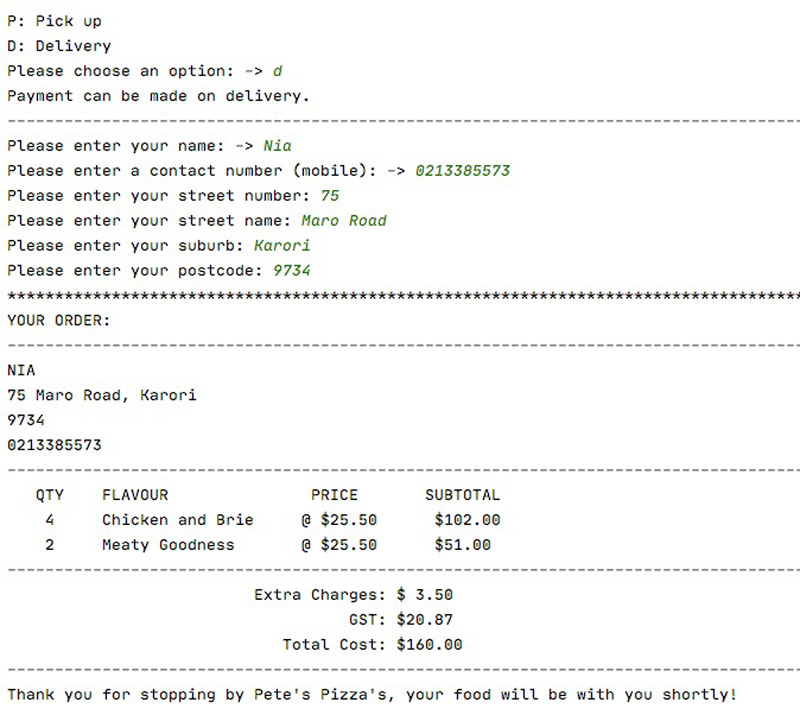 P: Pick up
D: Delivery
Please choose an option: -> d
Payment can be made on delivery.
--------------------------------------------------------------------------------
Please enter your name: -> Nia
Please enter a contact number (mobile): -> 0213385573
Please enter your street number: 75
Please enter your street name: Maro Road
Please enter your suburb: Karori
Please enter your postcode: 9734
************************************************************************************
YOUR ORDER:
--------------------------------------------------------------------------------
NIA
75 Maro Road, Karori
9734
0213385573
--------------------------------------------------------------------------------
QTY FLAVOUR PRICE SUBTOTAL
4 Chicken and Brie @ $25.50 $102.00
2 Meaty Goodness @ $25.50 $51.00
--------------------------------------------------------------------------------
Extra Charges: $ 3.50
GST: $20.87
Total Cost: $160.00
--------------------------------------------------------------------------------
Thank you for stopping by Pete's Pizza's, your food will be with you shortly!